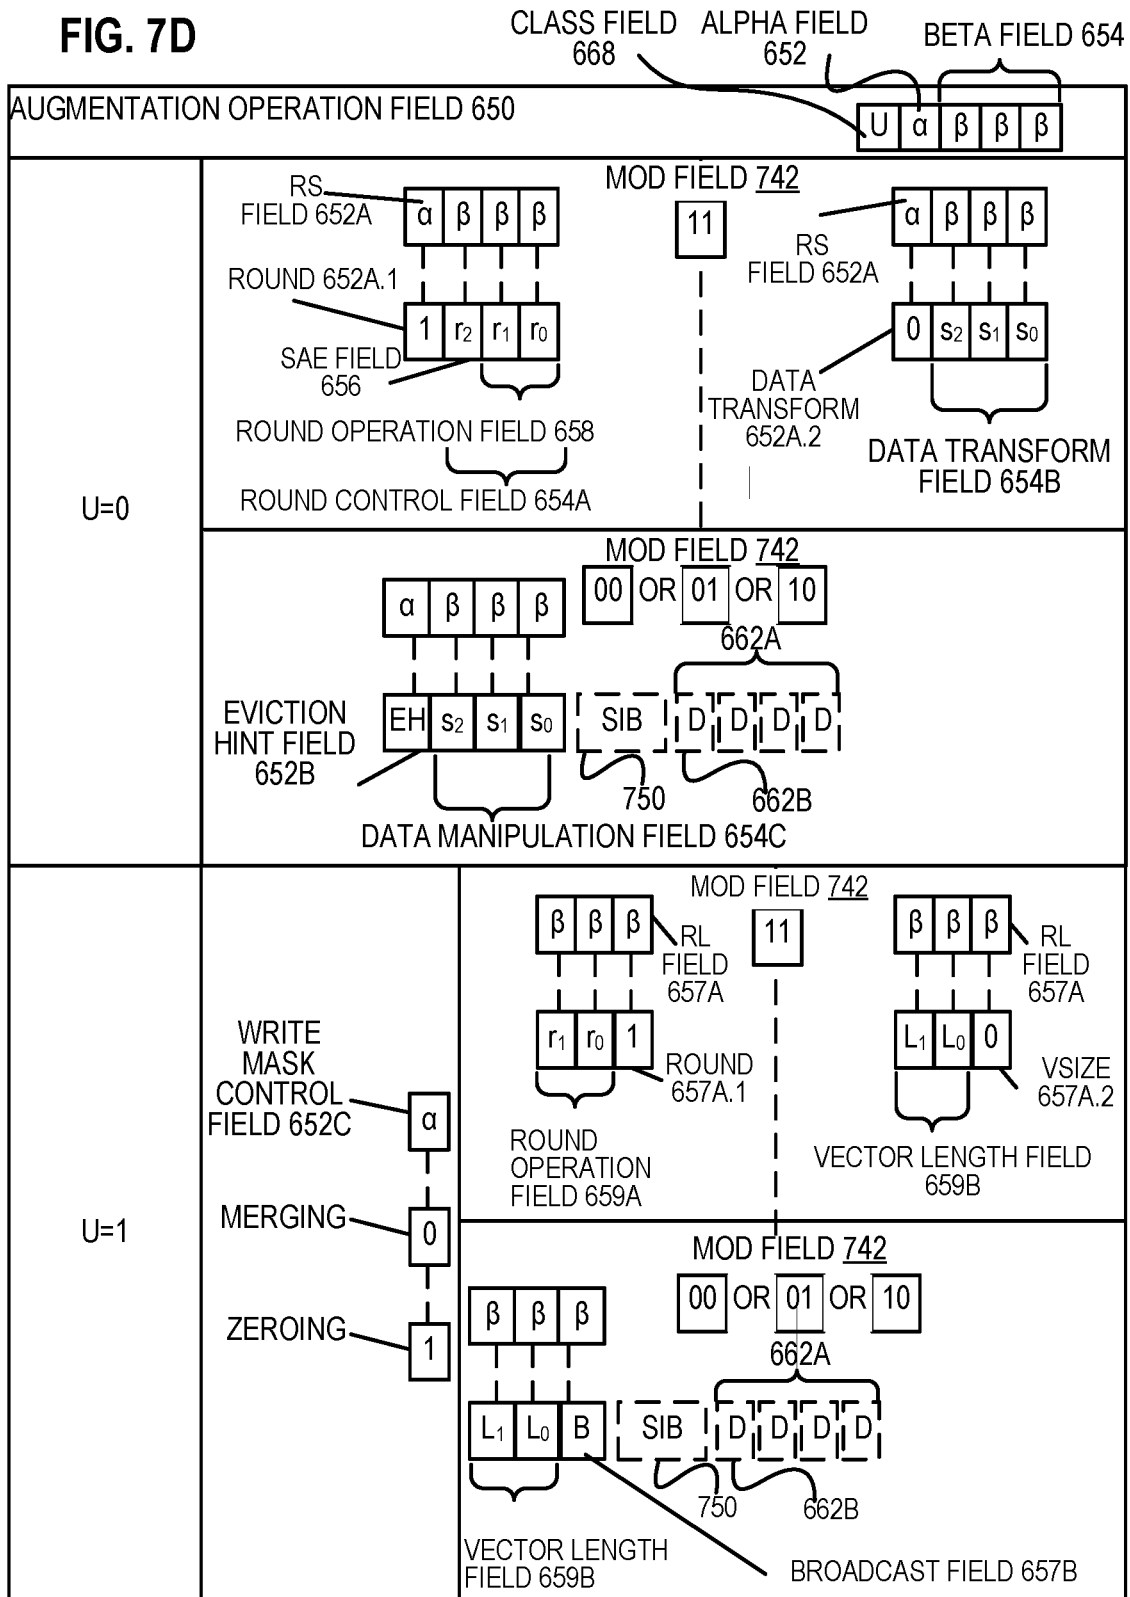 FIG. 7D
CLASS FIELD
668
ALPHA FIELD
652
BETA FIELD 654
AUGMENTATION OPERATION FIELD 650
U α β β β
U=0
MOD FIELD 742
11
RS
FIELD 652A
α β β β
ROUND 652A.1
1 r2 r1 r0
SAE FIELD
656
ROUND OPERATION FIELD 658
ROUND CONTROL FIELD 654A
α β β β
RS
FIELD 652A
0 s2 s1 s0
DATA
TRANSFORM
652A.2
DATA TRANSFORM
FIELD 654B
MOD FIELD 742
00 OR 01 OR 10
α β β β
662A
EVICTION
HINT FIELD
652B
EH s2 s1 s0
SIB D D D D
750
662B
DATA MANIPULATION FIELD 654C
U=1
WRITE
MASK
CONTROL
FIELD 652C
α
MERGING
0
ZEROING
1
MOD FIELD 742
11
β β β
RL
FIELD
657A
r1 r0 1
ROUND
657A.1
ROUND
OPERATION
FIELD 659A
β β β
RL
FIELD
657A
L1 L0 0
VSIZE
657A.2
VECTOR LENGTH FIELD
659B
MOD FIELD 742
00 OR 01 OR 10
β β β
662A
L1 L0 B
SIB D D D D
750
662B
VECTOR LENGTH
FIELD 659B
BROADCAST FIELD 657B